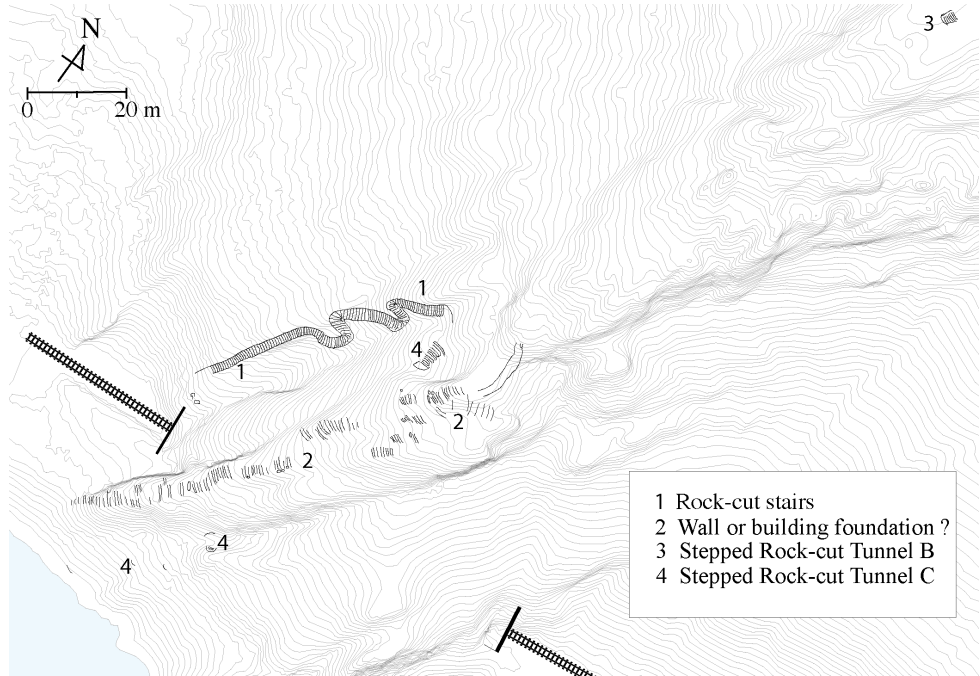 N
0 20 m
3
1
4
1
2
2
4
4
1 Rock-cut stairs
2 Wall or building foundation ?
3 Stepped Rock-cut Tunnel B
4 Stepped Rock-cut Tunnel C